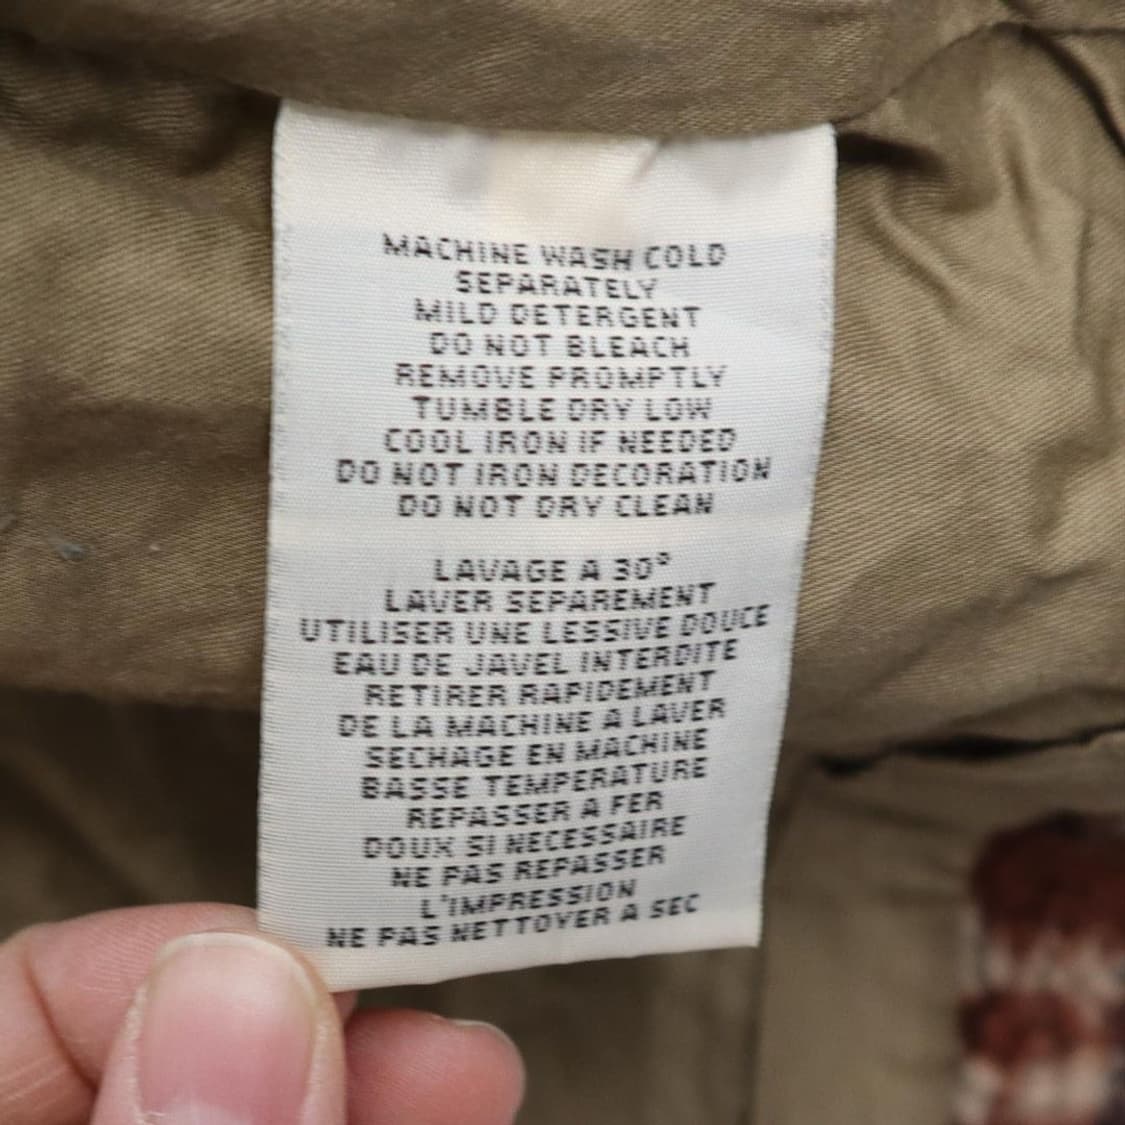 MACHINE WASH COLD
SEPARATELY
MILD DETERGENT
DO NOT BLEACH
REMOVE PROMPTLY
TUMBLE DRY LOW
COOL IRON IF NEEDED
DO NOT IRON DECORATION
DO NOT DRY CLEAN
LAVAGE A 30°
LAVER SEPAREMENT
UTILISER UNE LESSIVE DOUCE
EAU DE JAVEL INTERDITE
RETIRER RAPIDEMENT
DE LA MACHINE A LAVER
SECHAGE EN MACHINE
BASSE TEMPERATURE
REPASSER A FER
DOUX SI NECESSAIRE
NE PAS REPASSER
L'IMPRESSION
NE PAS NETTOYER A SEC